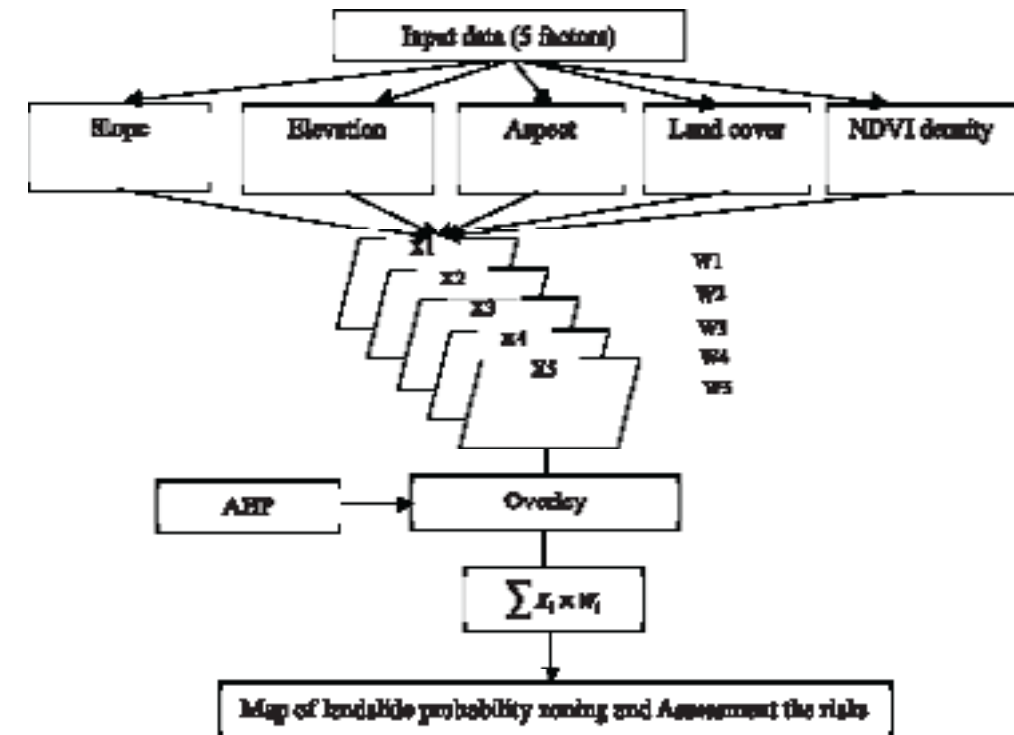 Input data (5 factors)
Slope
Elevation
Aspect
Land cover
NDVI density
X1
X2
X3
X4
X5
W1
W2
W3
W4
W5
AHP
Overlay
∑ Xᵢ × Wᵢ
Map of landslide probability zoning and Assessment the risks